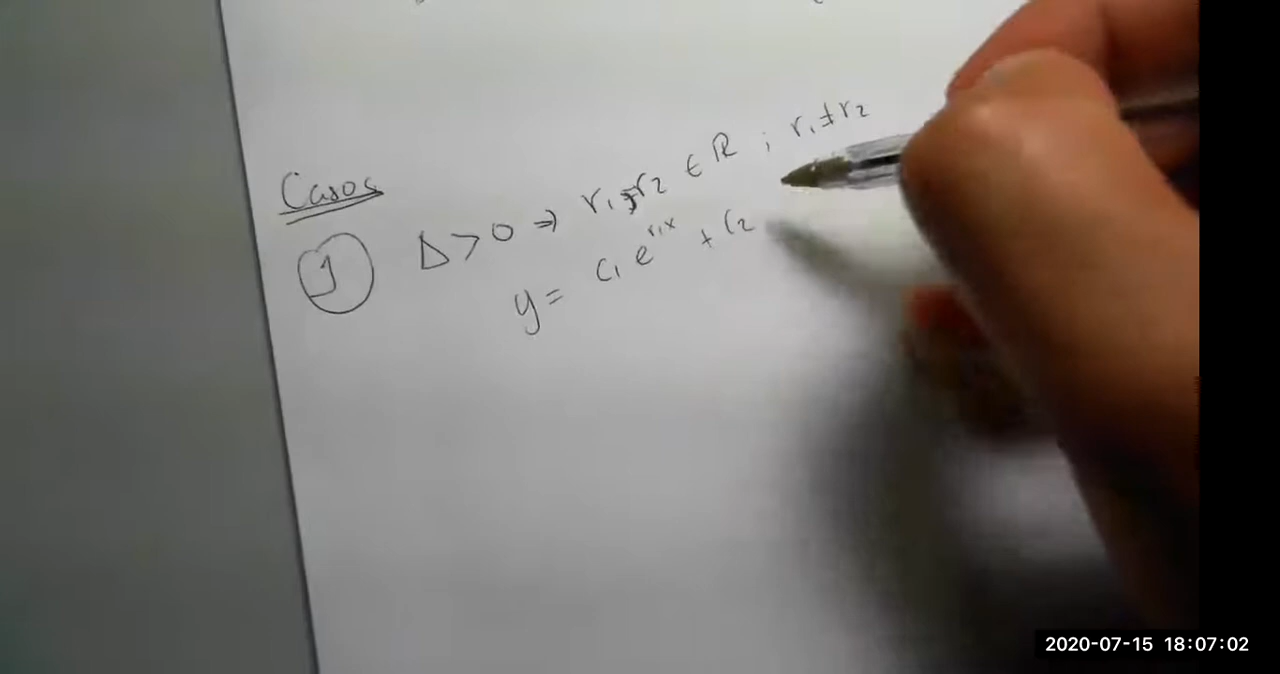 Casos
1 Δ > 0 ⇒ r₁, r₂ ∈ ℝ ; r₁ ≠ r₂
y = c₁ e^{r₁x} + c₂
2020-07-15 18:07:02